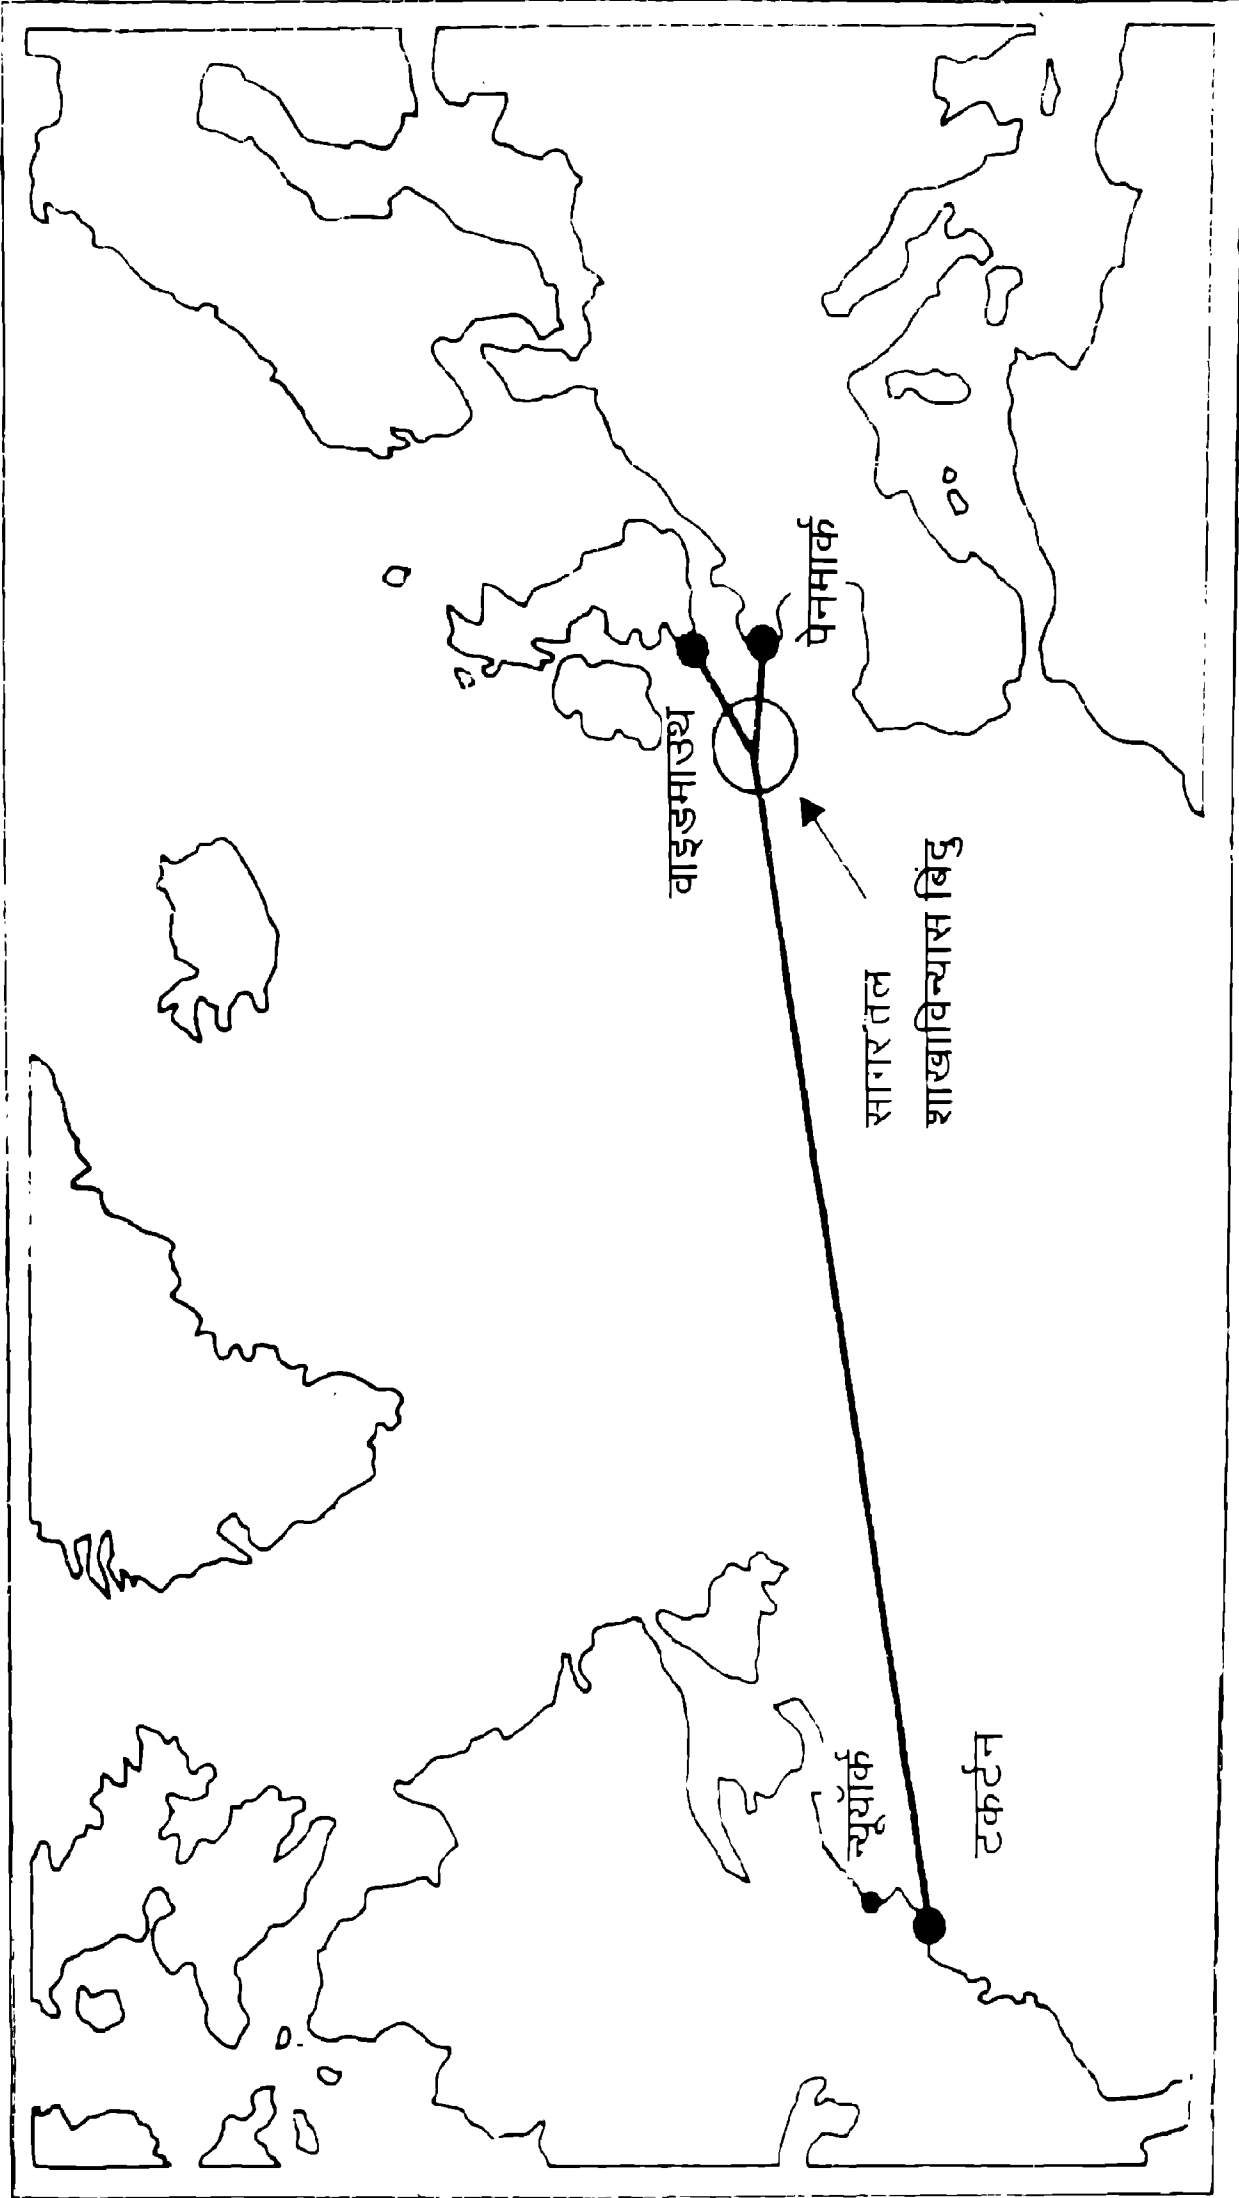 वाइडमाउथ
पेनमार्क
न्यूयॉर्क
सागर तल
शाखाविन्यास बिंदु
टकर्टन